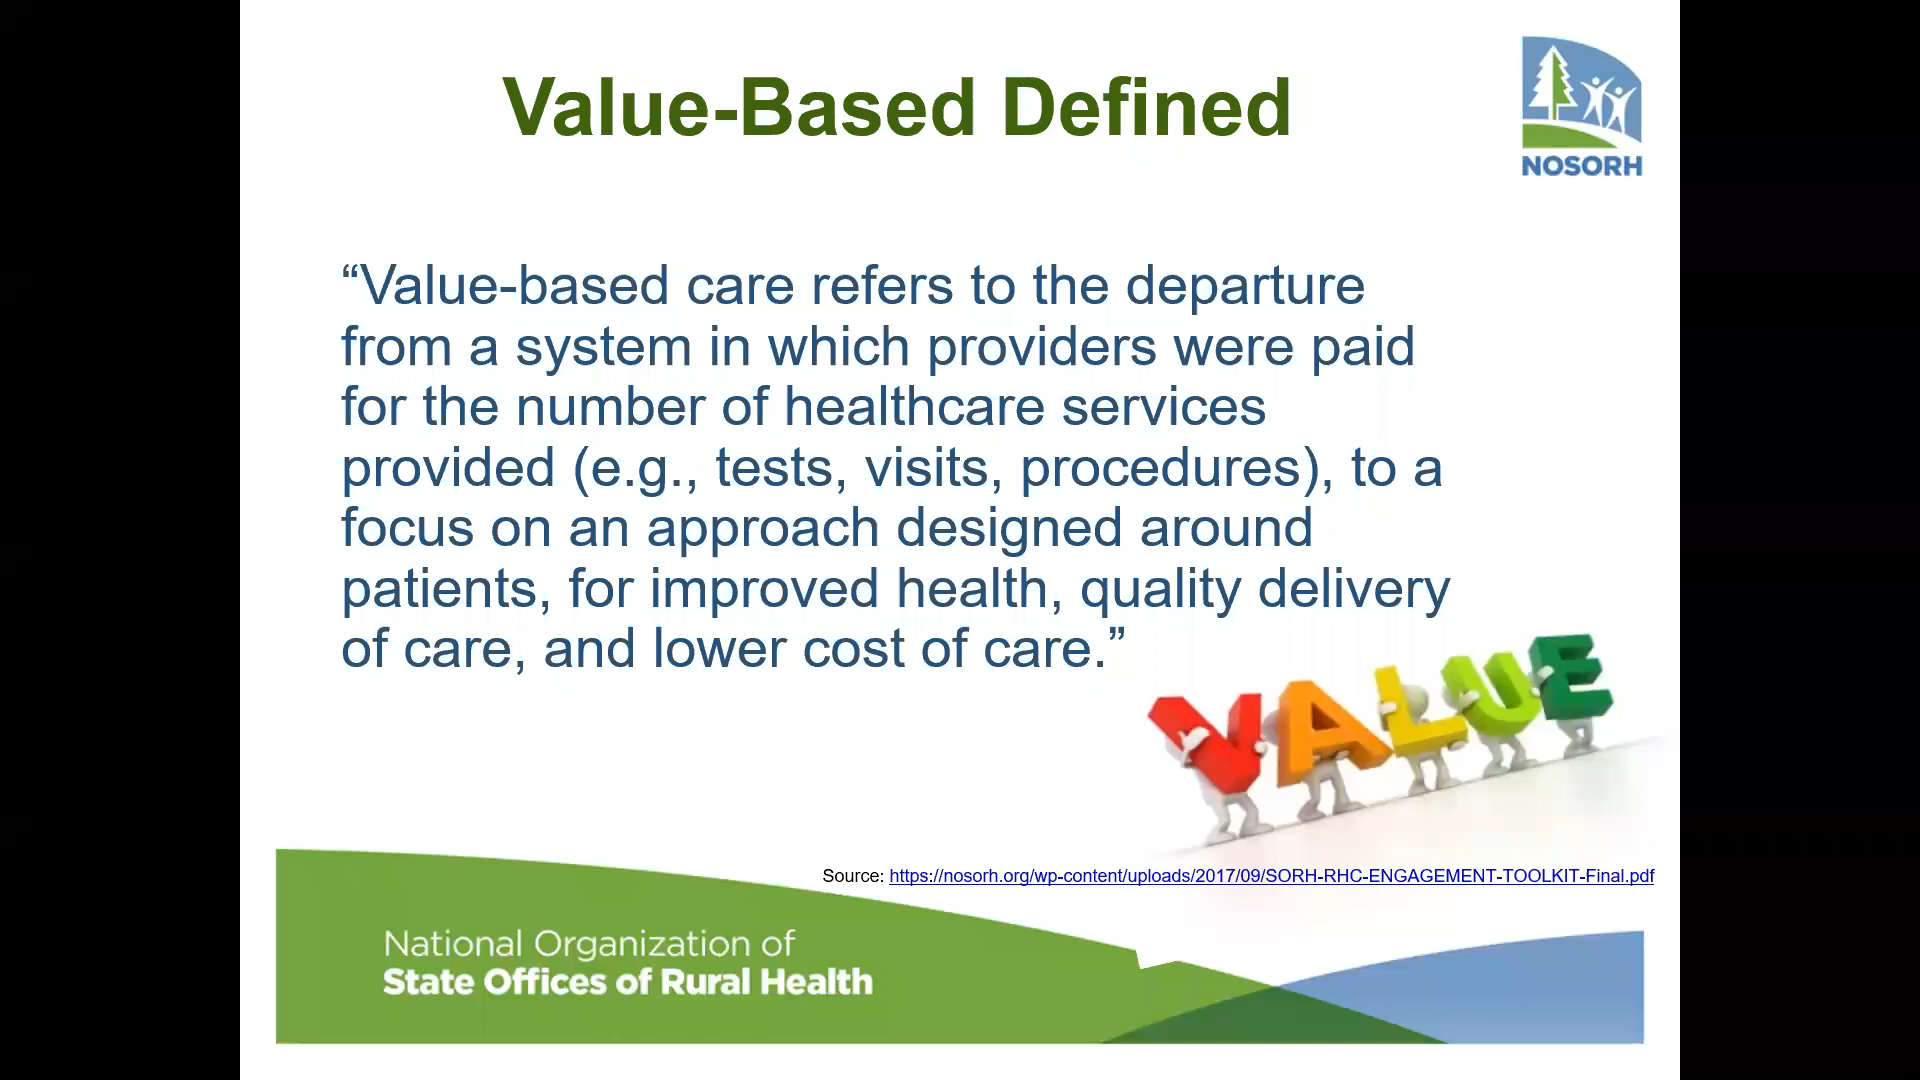 Value-Based Defined
NOSORH
“Value-based care refers to the departure
from a system in which providers were paid
for the number of healthcare services
provided (e.g., tests, visits, procedures), to a
focus on an approach designed around
patients, for improved health, quality delivery
of care, and lower cost of care.”
VALUE
Source: https://nosorh.org/wp-content/uploads/2017/09/SORH-RHC-ENGAGEMENT-TOOLKIT-Final.pdf
National Organization of
State Offices of Rural Health